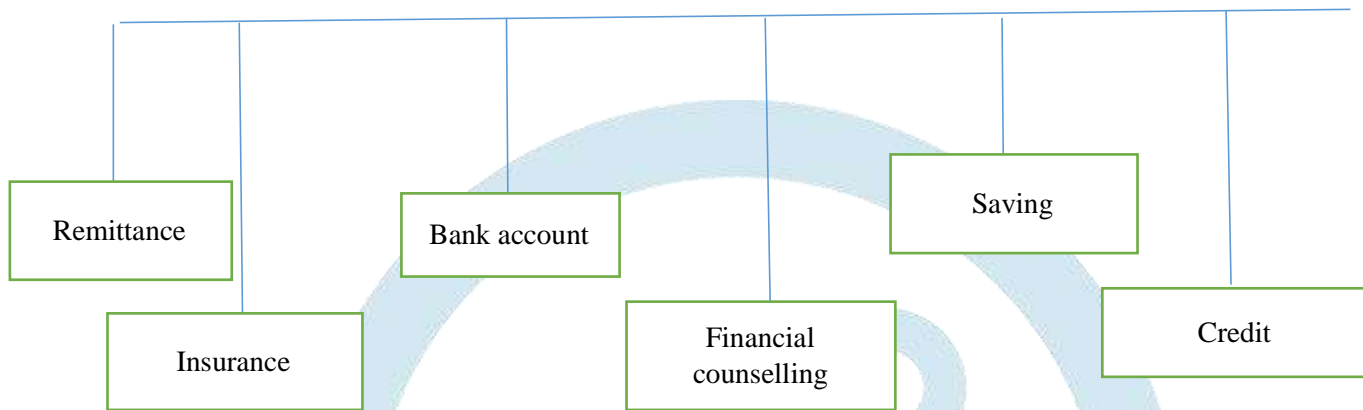 Remittance
Insurance
Bank account
Financial
counselling
Saving
Credit